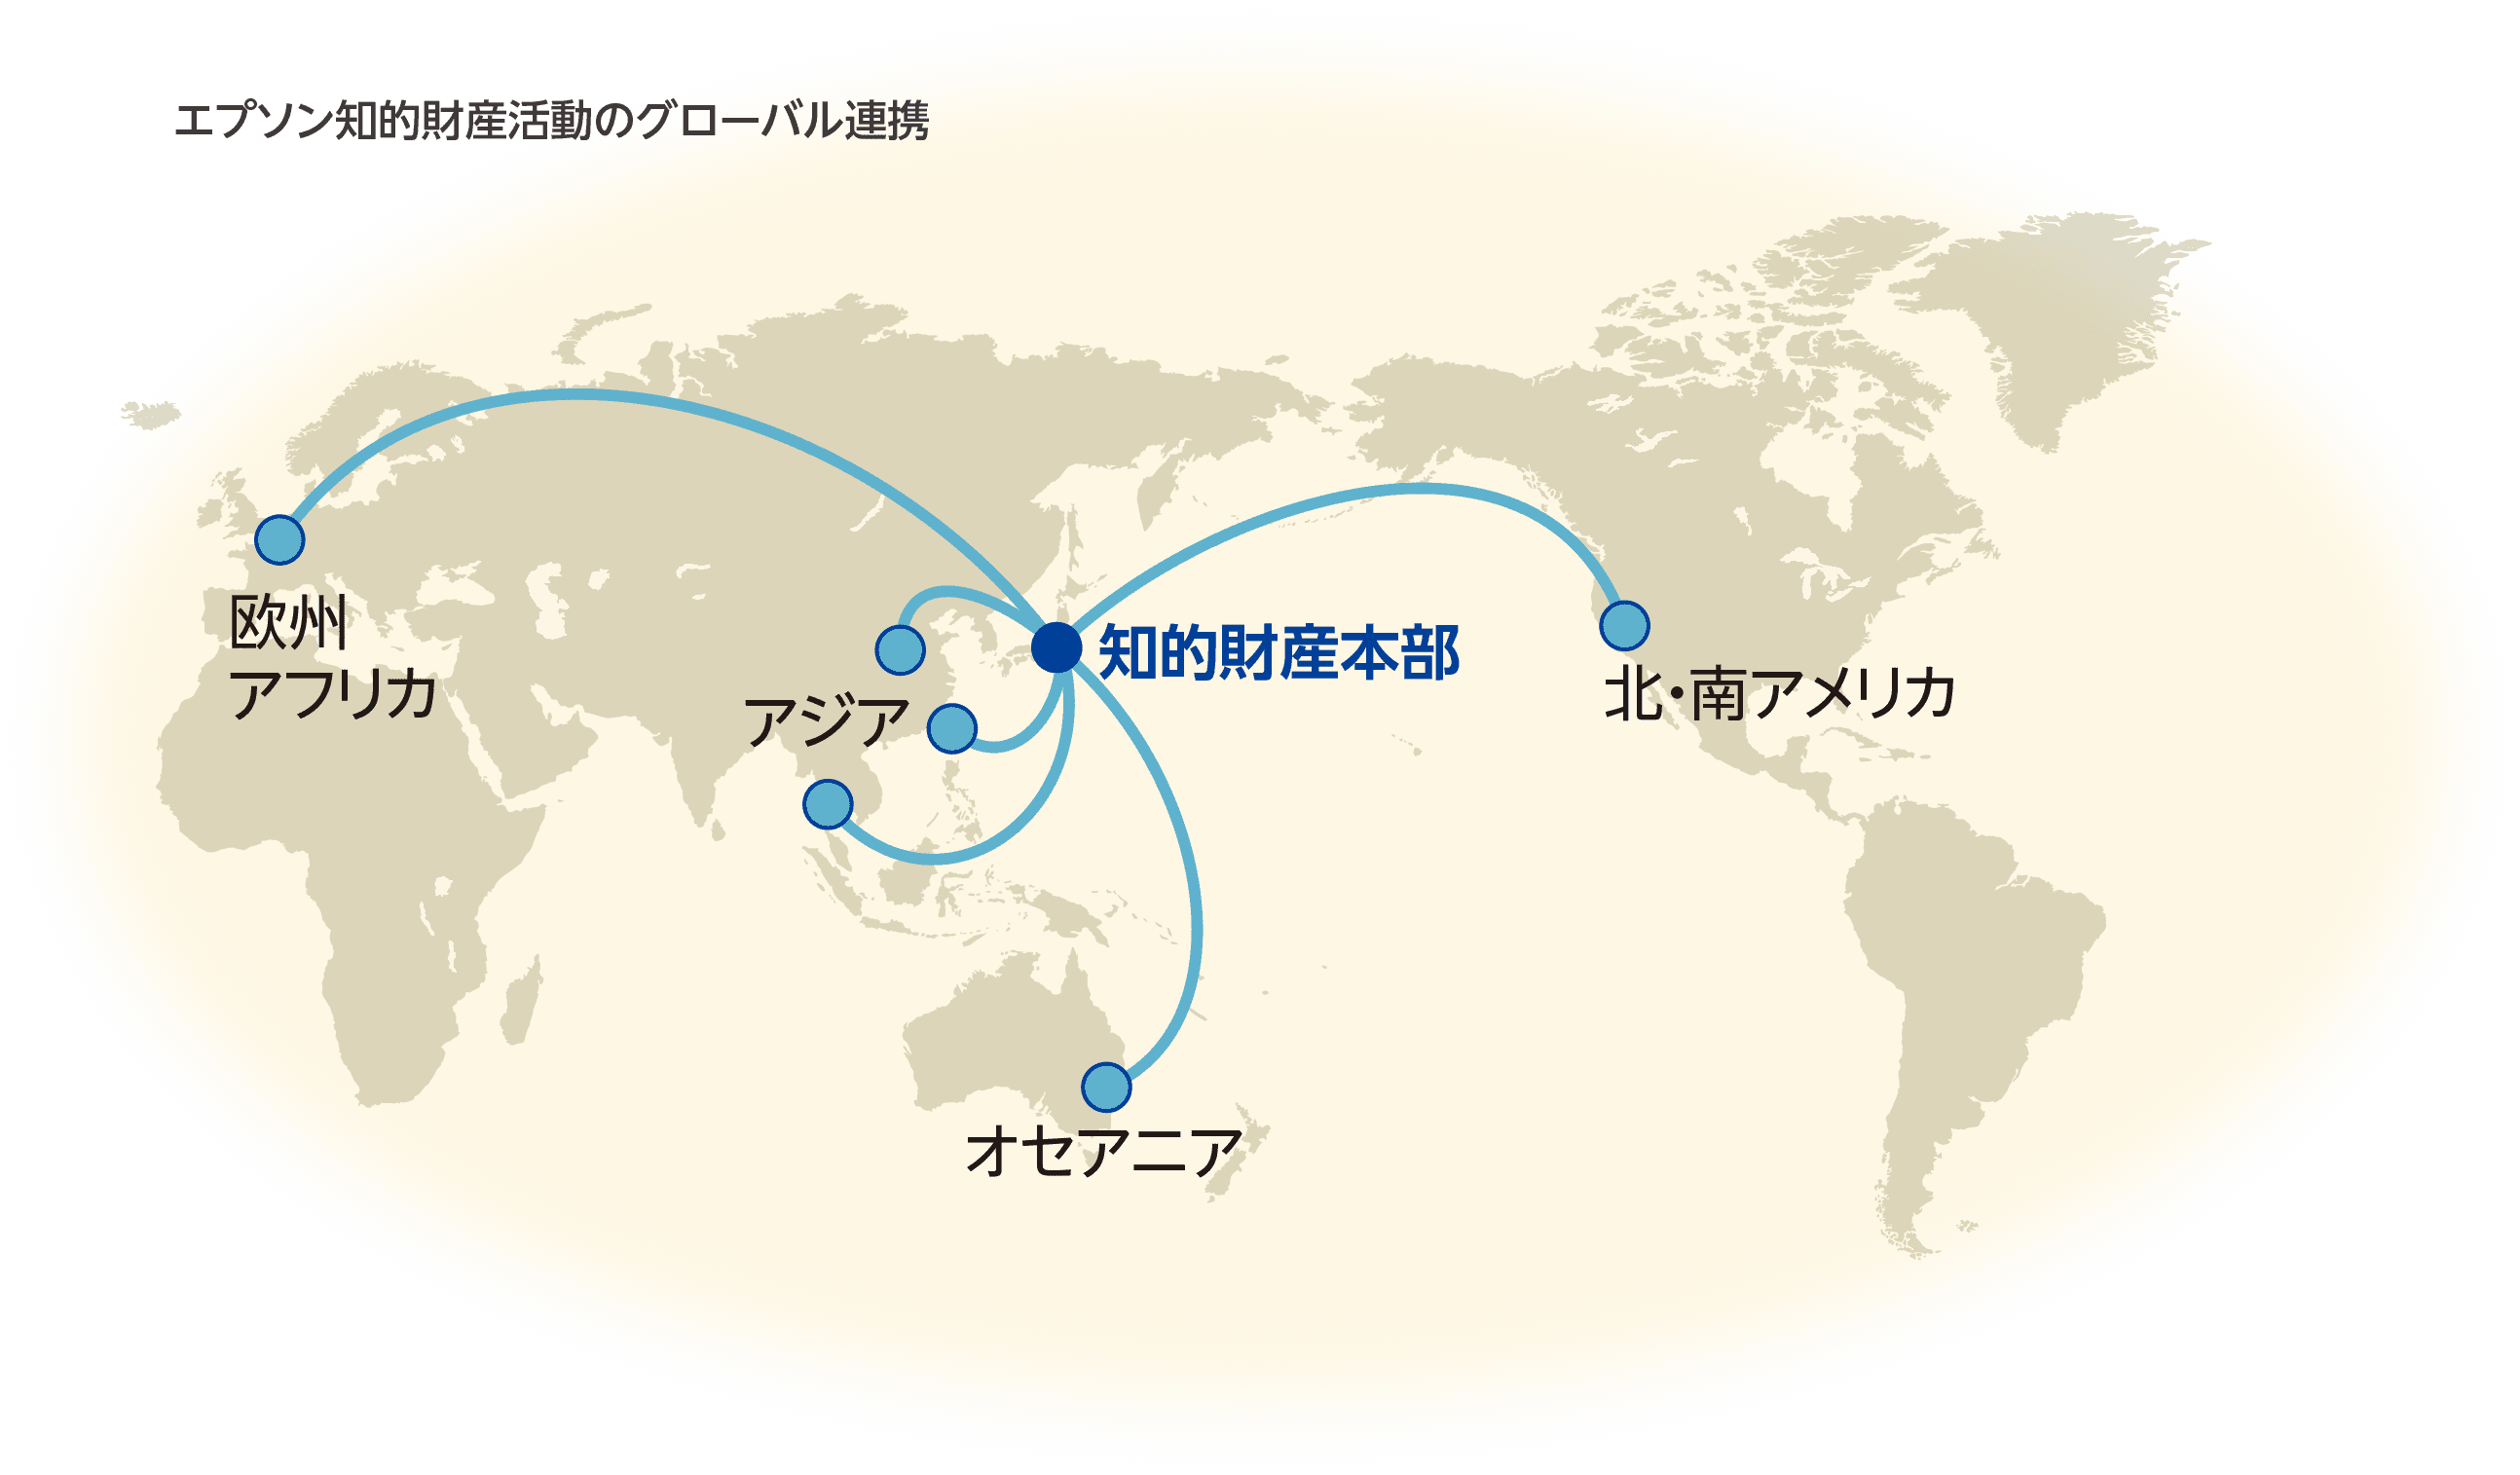 エプソン知的財産活動のグローバル連携
欧州
アフリカ
アジア
知的財産本部
北・南アメリカ
オセアニア